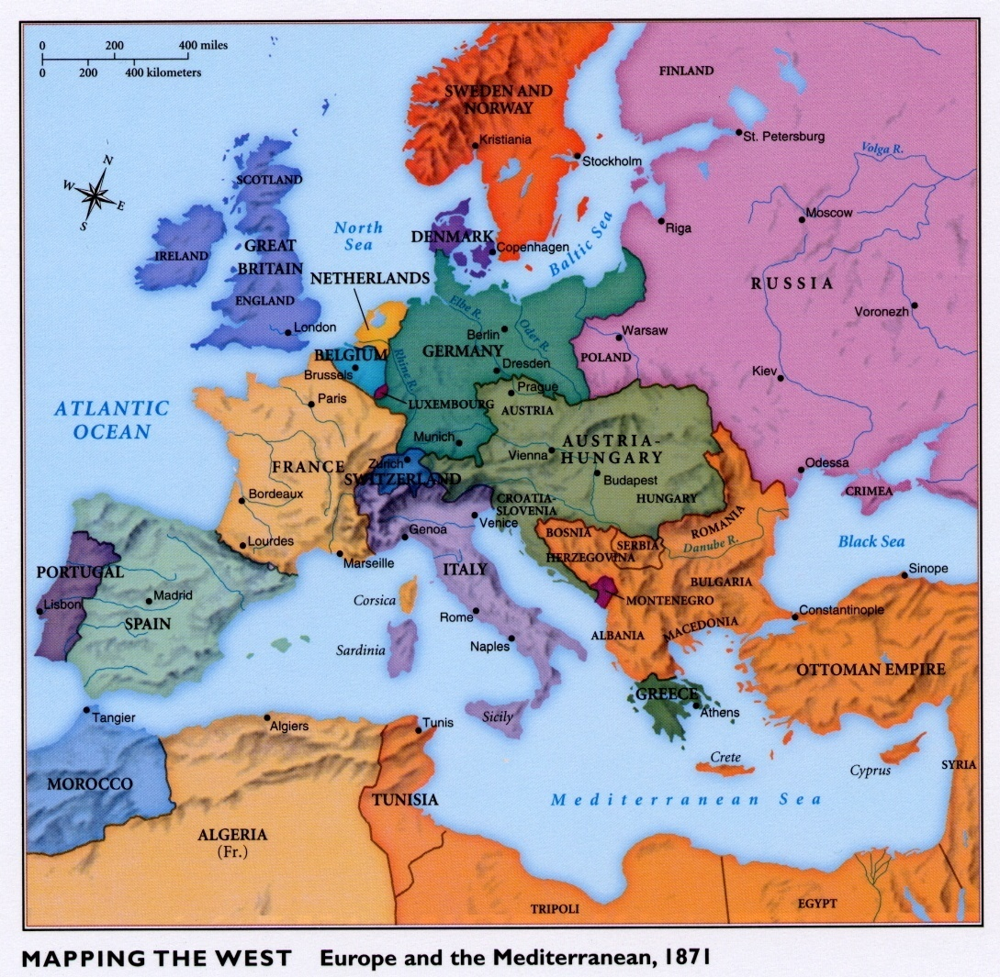 0 200 400 miles
0 200 400 kilometers
N
W
E
S
FINLAND
SWEDEN AND
NORWAY
Kristiania
Stockholm
St. Petersburg
Volga R.
SCOTLAND
Moscow
Riga
North
Sea
DENMARK
Copenhagen
Baltic Sea
IRELAND
GREAT
BRITAIN
NETHERLANDS
RUSSIA
ENGLAND
Elbe R.
Voronezh
London
Berlin
Oder R.
Warsaw
BELGIUM
GERMANY
POLAND
Rhine R.
Dresden
Brussels
Kiev
Prague
Paris
LUXEMBOURG
AUSTRIA
ATLANTIC
OCEAN
Munich
AUSTRIA-
HUNGARY
Vienna
FRANCE
Zurich
SWITZERLAND
Odessa
Budapest
CRIMEA
Bordeaux
CROATIA-
SLOVENIA
HUNGARY
Venice
Genoa
BOSNIA
ROMANIA
Lourdes
SERBIA
Danube R.
Black Sea
HERZEGOVINA
Marseille
PORTUGAL
ITALY
Sinope
BULGARIA
Madrid
Corsica
MONTENEGRO
Lisbon
SPAIN
Rome
Constantinople
ALBANIA
MACEDONIA
Sardinia
Naples
OTTOMAN EMPIRE
GREECE
Athens
Tangier
Sicily
Algiers
Tunis
Crete
Cyprus
SYRIA
MOROCCO
TUNISIA
Mediterranean Sea
ALGERIA
(Fr.)
TRIPOLI
EGYPT
MAPPING THE WEST Europe and the Mediterranean, 1871